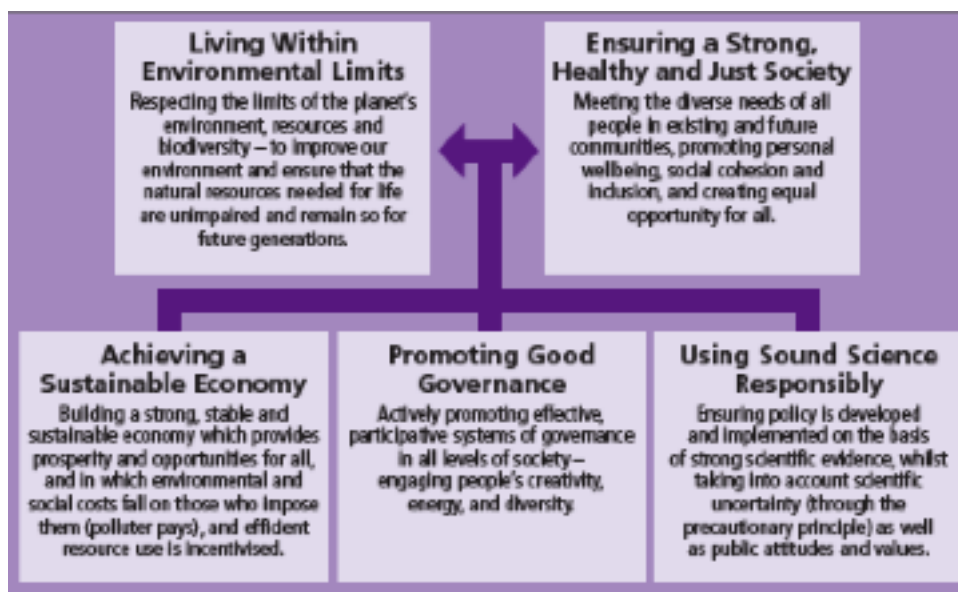 Living Within
Environmental Limits
Respecting the limits of the planet's
environment, resources and
biodiversity – to improve our
environment and ensure that the
natural resources needed for life
are unimpaired and remain so for
future generations.
Ensuring a Strong,
Healthy and Just Society
Meeting the diverse needs of all
people in existing and future
communities, promoting personal
wellbeing, social cohesion and
inclusion, and creating equal
opportunity for all.
Achieving a
Sustainable Economy
Building a strong, stable and
sustainable economy which provides
prosperity and opportunities for all,
and in which environmental and
social costs fall on those who impose
them (polluter pays), and efficient
resource use is incentivised.
Promoting Good
Governance
Actively promoting effective,
participative systems of governance
in all levels of society –
engaging people's creativity,
energy, and diversity.
Using Sound Science
Responsibly
Ensuring policy is developed
and implemented on the basis
of strong scientific evidence, whilst
taking into account scientific
uncertainty (through the
precautionary principle) as well
as public attitudes and values.